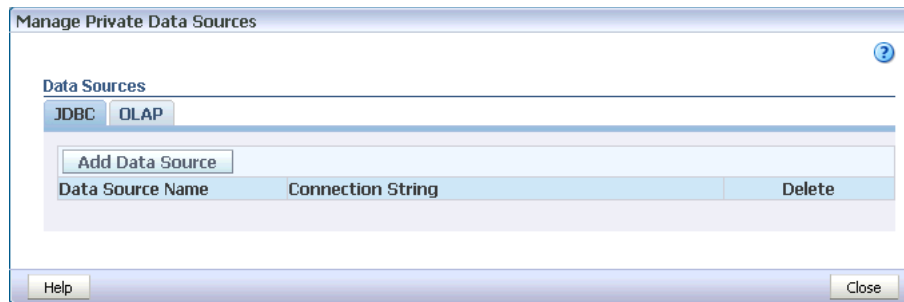 Manage Private Data Sources
?
Data Sources
JDBC OLAP
Add Data Source
Data Source Name Connection String Delete
Help Close